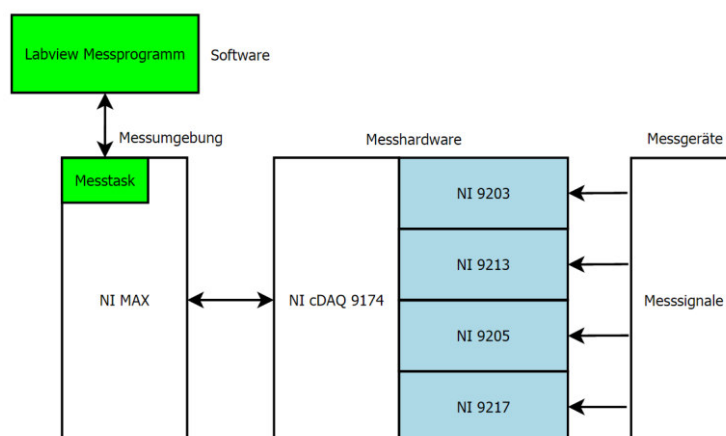 Labview Messprogramm
Software
Messumgebung
Messhardware
Messgeräte
Messtask
NI MAX
NI cDAQ 9174
NI 9203
NI 9213
NI 9205
NI 9217
Messsignale